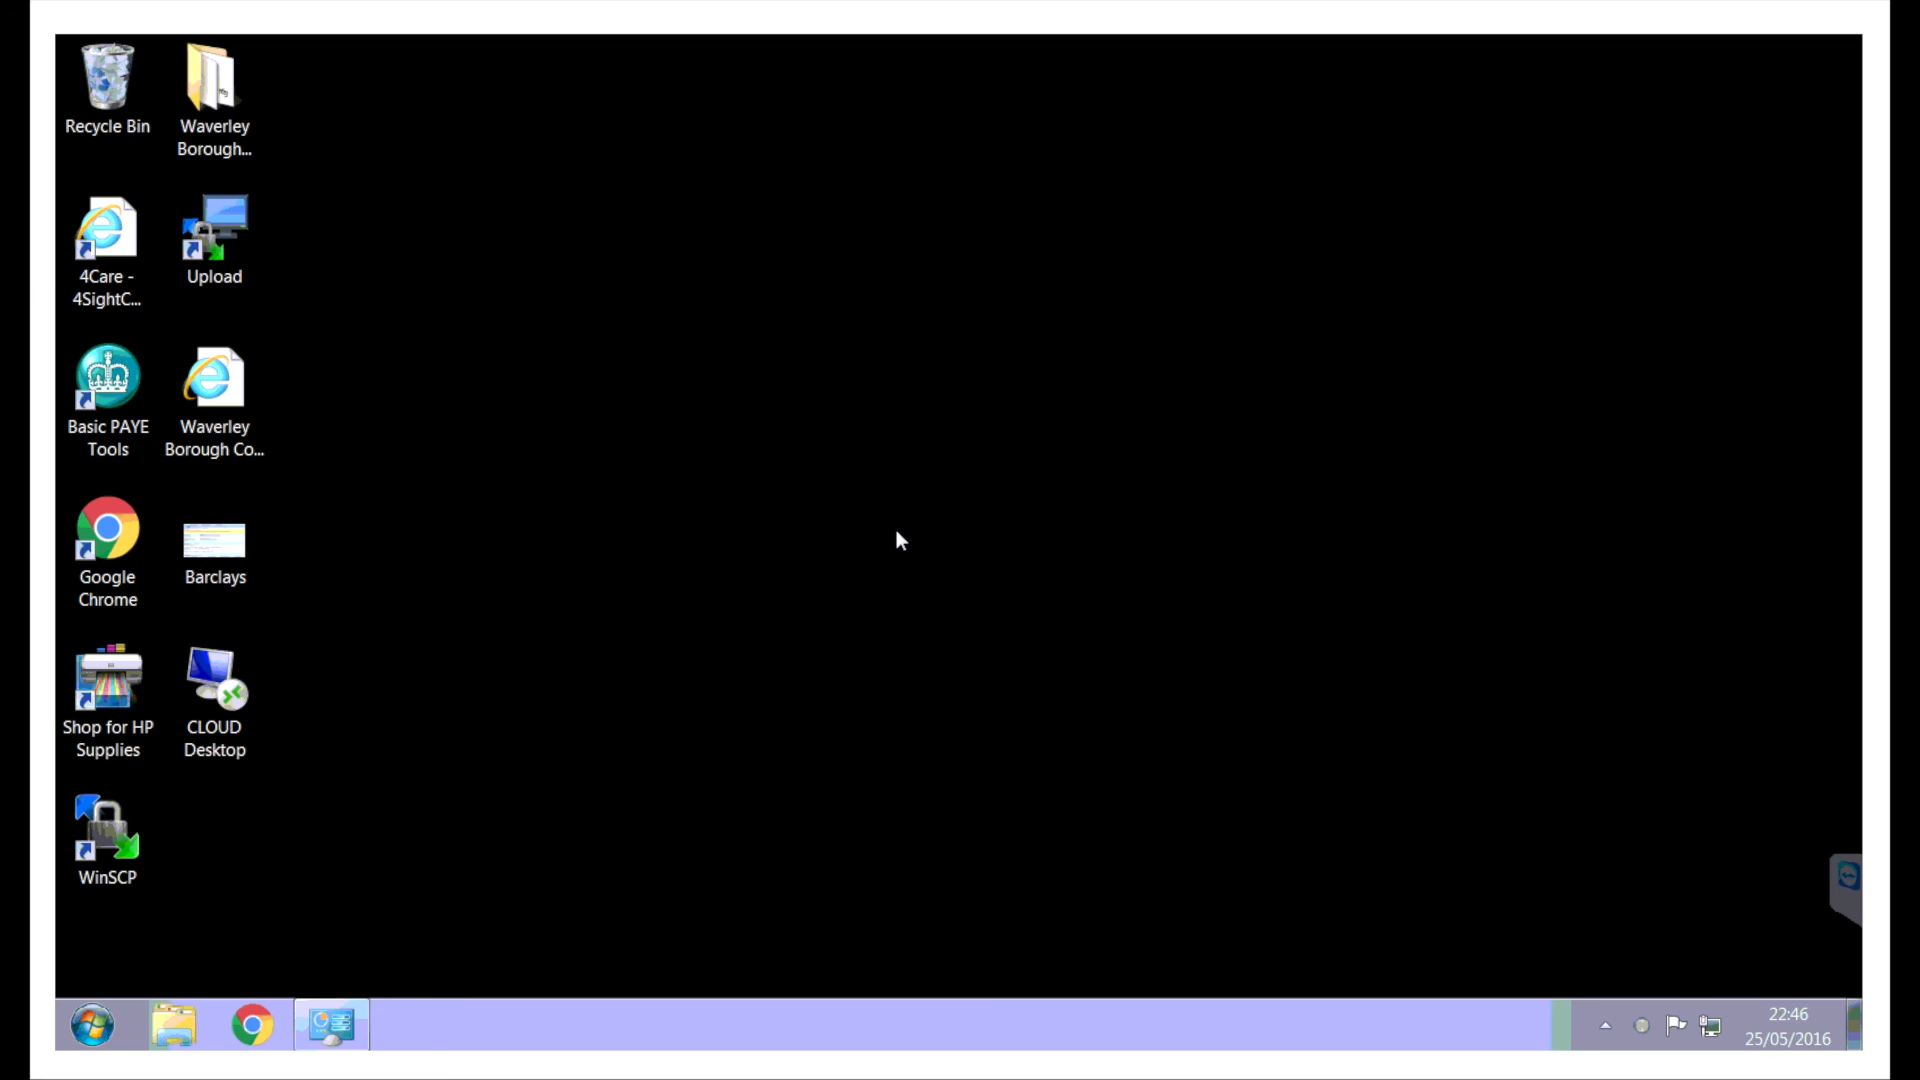 Recycle Bin
Waverley
Borough...
4Care -
4SightC...
Upload
Basic PAYE
Tools
Waverley
Borough Co...
Google
Chrome
Barclays
Shop for HP
Supplies
CLOUD
Desktop
WinSCP
22:46
25/05/2016